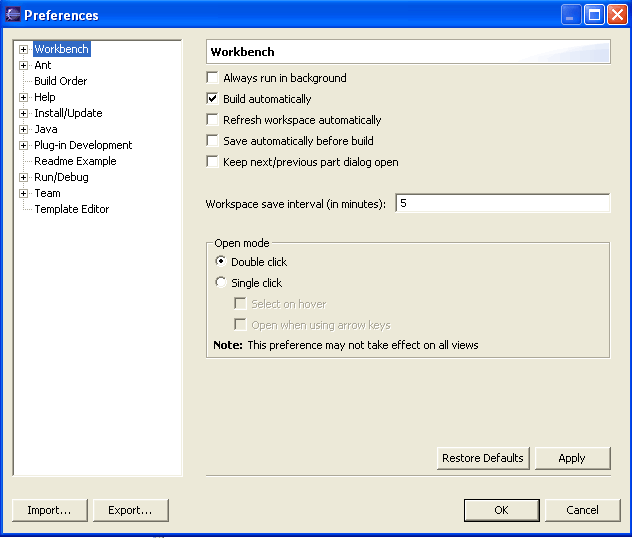 Preferences
Workbench
Ant
Build Order
Help
Install/Update
Java
Plug-in Development
Readme Example
Run/Debug
Team
Template Editor
Workbench
Always run in background
Build automatically
Refresh workspace automatically
Save automatically before build
Keep next/previous part dialog open
Workspace save interval (in minutes): 5
Open mode
Double click
Single click
Select on hover
Open when using arrow keys
Note: This preference may not take effect on all views
Restore Defaults Apply
Import... Export... OK Cancel